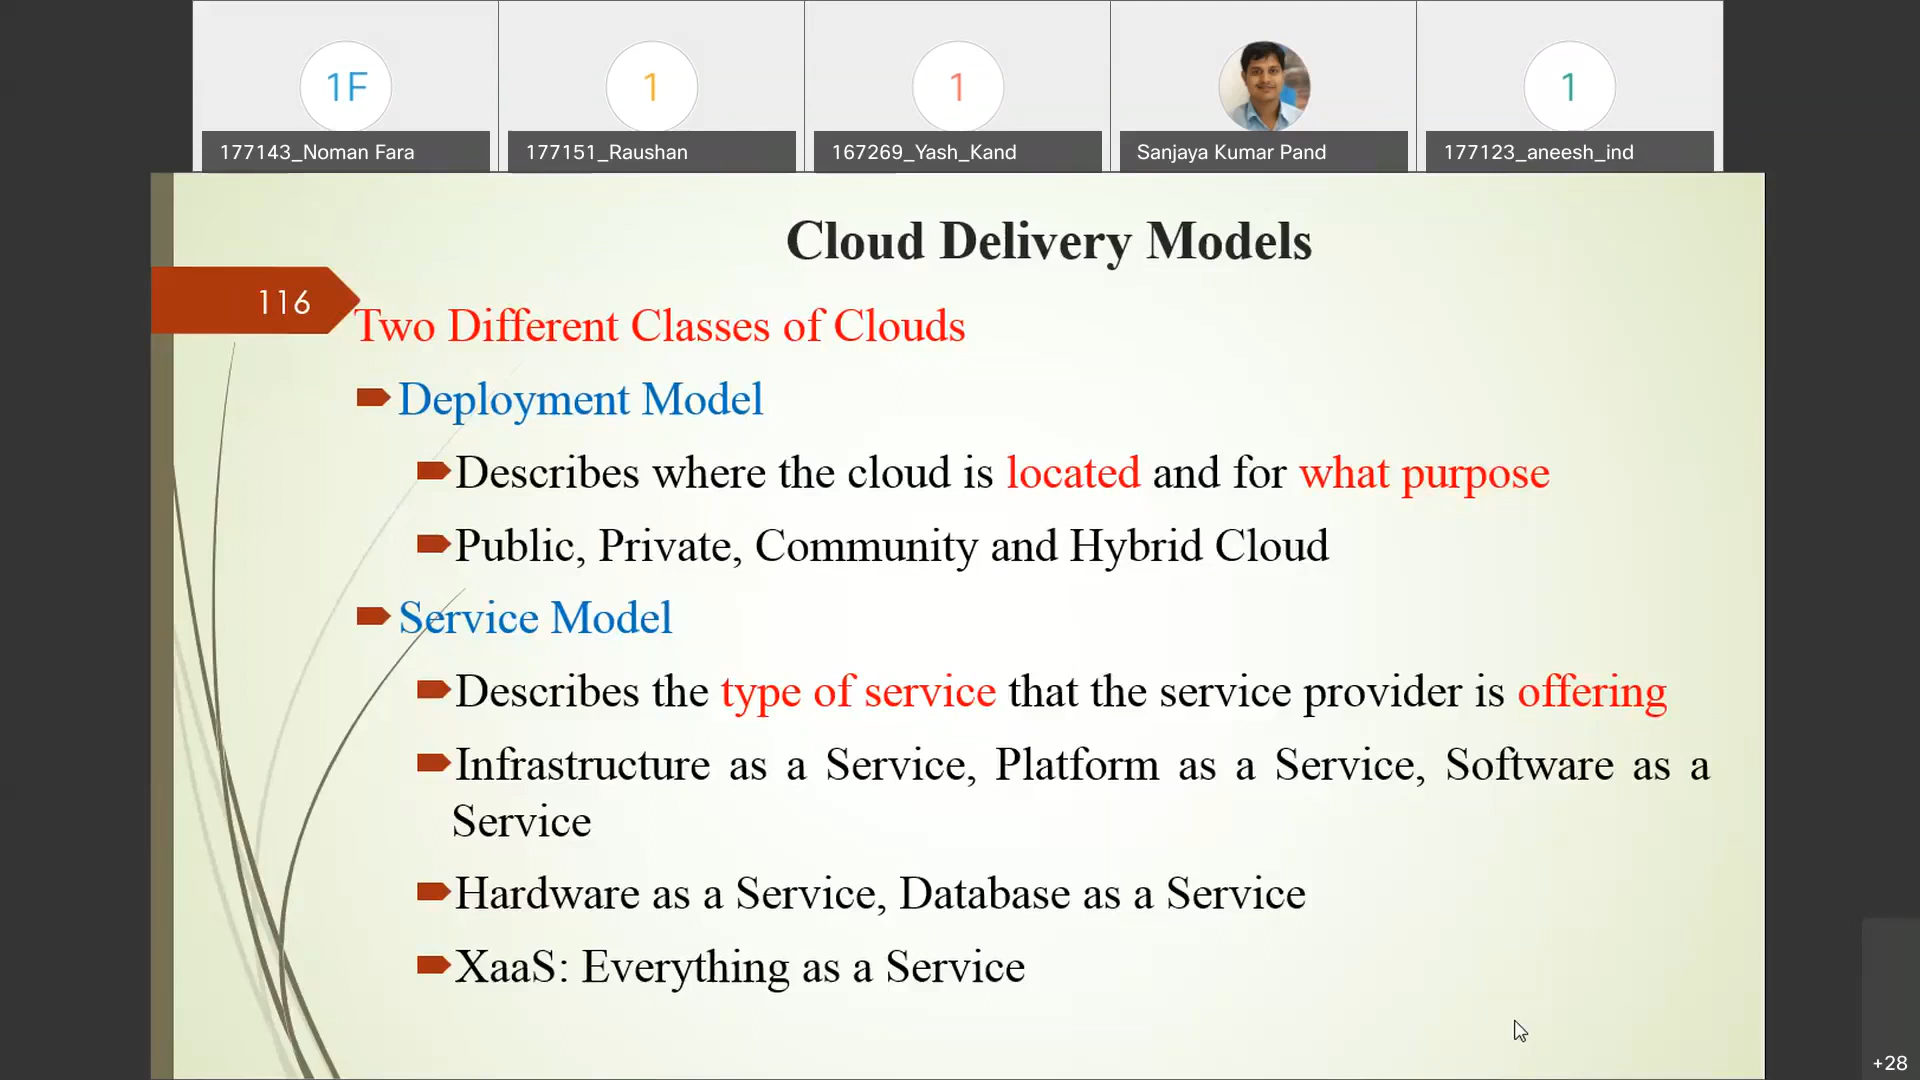 1F
1
1
1
177143_Noman Fara
177151_Raushan
167269_Yash_Kand
Sanjaya Kumar Pand
177123_aneesh_ind
Cloud Delivery Models
116
Two Different Classes of Clouds
Deployment Model
Describes where the cloud is located and for what purpose
Public, Private, Community and Hybrid Cloud
Service Model
Describes the type of service that the service provider is offering
Infrastructure as a Service, Platform as a Service, Software as a
Service
Hardware as a Service, Database as a Service
XaaS: Everything as a Service
+28